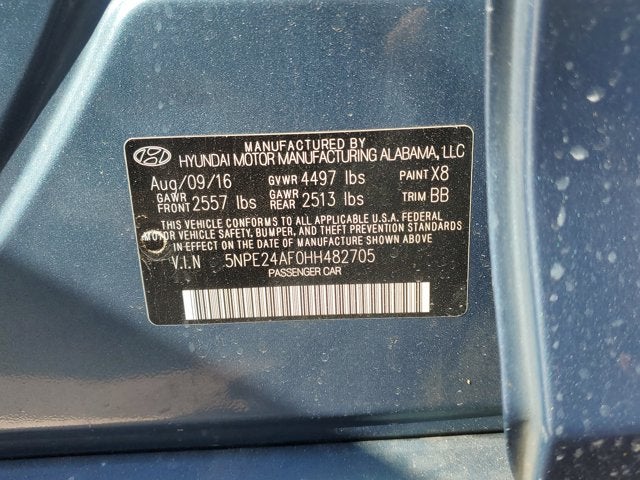 MANUFACTURED BY
HYUNDAI MOTOR MANUFACTURING ALABAMA, LLC
Aug/09/16 GVWR 4497 lbs PAINT X8
GAWR FRONT 2557 lbs GAWR REAR 2513 lbs TRIM BB
THIS VEHICLE CONFORMS TO ALL APPLICABLE U.S.A. FEDERAL
MOTOR VEHICLE SAFETY, BUMPER, AND THEFT PREVENTION STANDARDS
IN EFFECT ON THE DATE OF MANUFACTURE SHOWN ABOVE.
V.I.N 5NPE24AF0HH482705
PASSENGER CAR